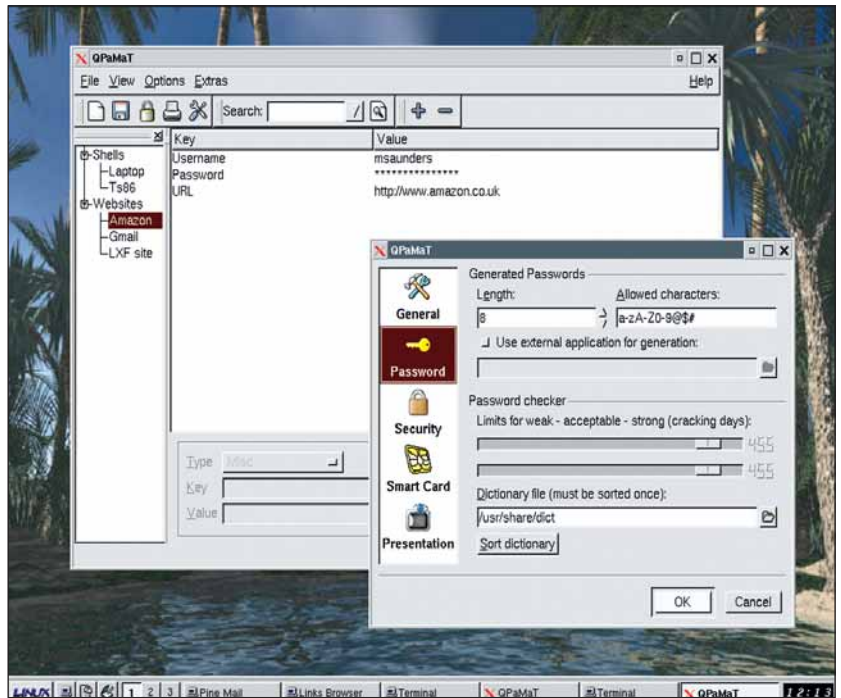 QPaMaT
File View Options Extras Help
Search:
Key Value
Shells
Laptop
Ts86
Websites
Amazon
Gmail
LXF site
Username msaunders
Password ***************
URL http://www.amazon.co.uk
Type Misc
Key
Value
QPaMaT
General
Password
Security
Smart Card
Presentation
Generated Passwords
Length: Allowed characters:
8 a-zA-Z0-9@$#
Use external application for generation:
Password checker
Limits for weak - acceptable - strong (cracking days):
455
455
Dictionary file (must be sorted once):
/usr/share/dict
Sort dictionary
OK Cancel
LINUX 1 2 3 Pine Mail Links Browser Terminal QPaMaT Terminal QPaMaT 12:13